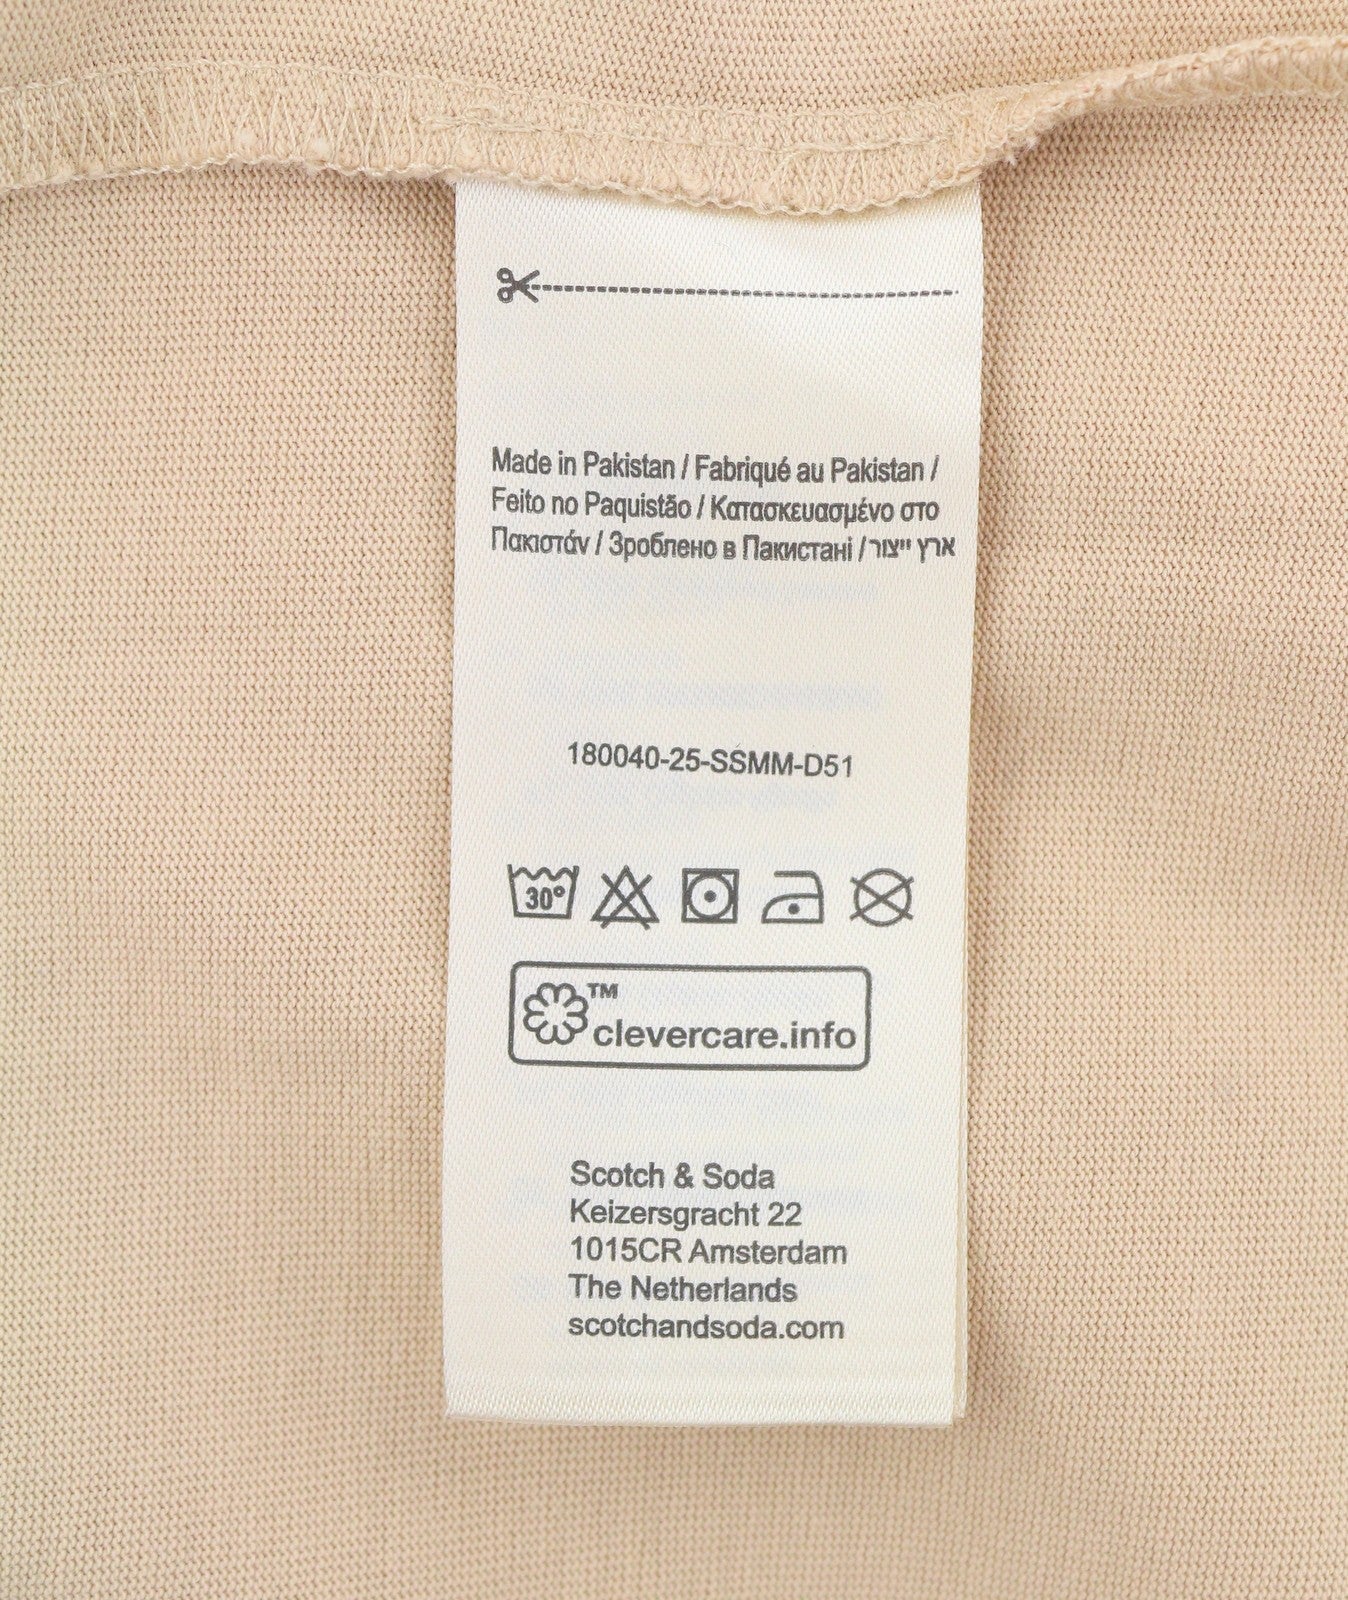 Made in Pakistan / Fabriqué au Pakistan /
Feito no Paquistão / Κατασκευασμένο στο
Πακιστάν / Зроблено в Пакистані / ארץ ייצור
180040-25-SSMM-D51
30°
™
clevercare.info
Scotch & Soda
Keizersgracht 22
1015CR Amsterdam
The Netherlands
scotchandsoda.com